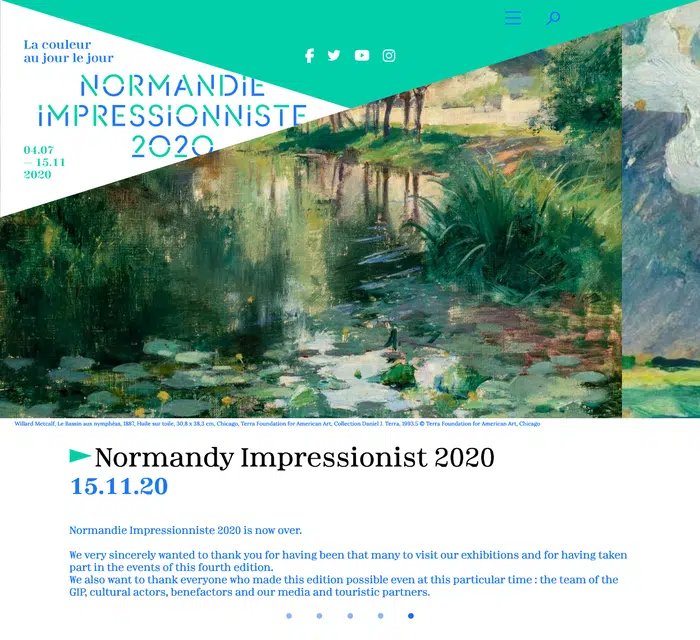 La couleur
au jour le jour
NORMANDIE
IMPRESSIONNISTE
2020
04.07
— 15.11
2020
Willard Metcalf, Le Bassin aux nymphéas, 1887, Huile sur toile, 30,8 x 38,3 cm, Chicago, Terra Foundation for American Art, Collection Daniel J. Terra, 1993.5 © Terra Foundation for American Art, Chicago
Normandy Impressionist 2020
15.11.20
Normandie Impressionniste 2020 is now over.
We very sincerely wanted to thank you for having been that many to visit our exhibitions and for having taken
part in the events of this fourth edition.
We also want to thank everyone who made this edition possible even at this particular time : the team of the
GIP, cultural actors, benefactors and our media and touristic partners.